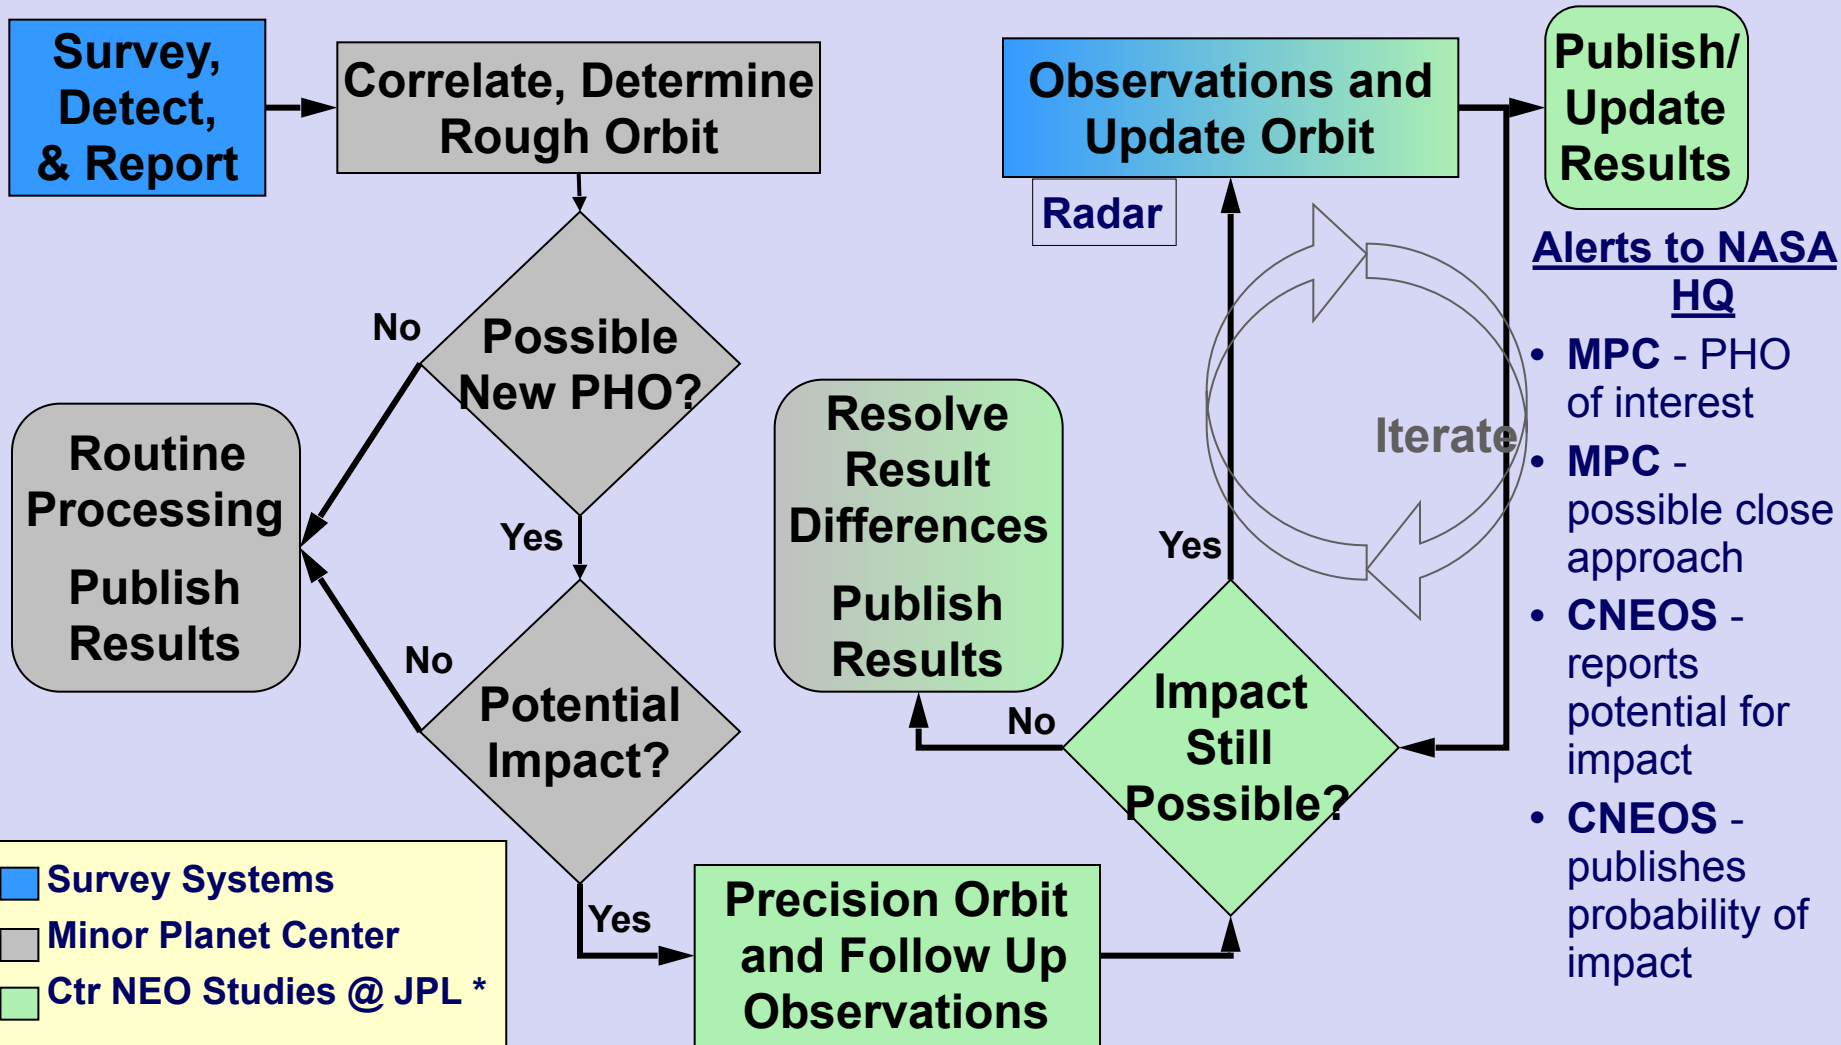 Survey,
Detect,
& Report
Correlate, Determine
Rough Orbit
Observations and
Update Orbit
Publish/
Update
Results
Radar
Alerts to NASA
HQ
No
Possible
New PHO?
• MPC - PHO
of interest
Resolve
Result
Differences
Publish
Results
Iterate
Routine
Processing
Publish
Results
• MPC -
possible close
approach
Yes
Yes
• CNEOS -
reports
potential for
impact
No
Potential
Impact?
No
Impact
Still
Possible?
• CNEOS -
publishes
probability of
impact
Survey Systems
Minor Planet Center
Ctr NEO Studies @ JPL *
Yes
Precision Orbit
and Follow Up
Observations